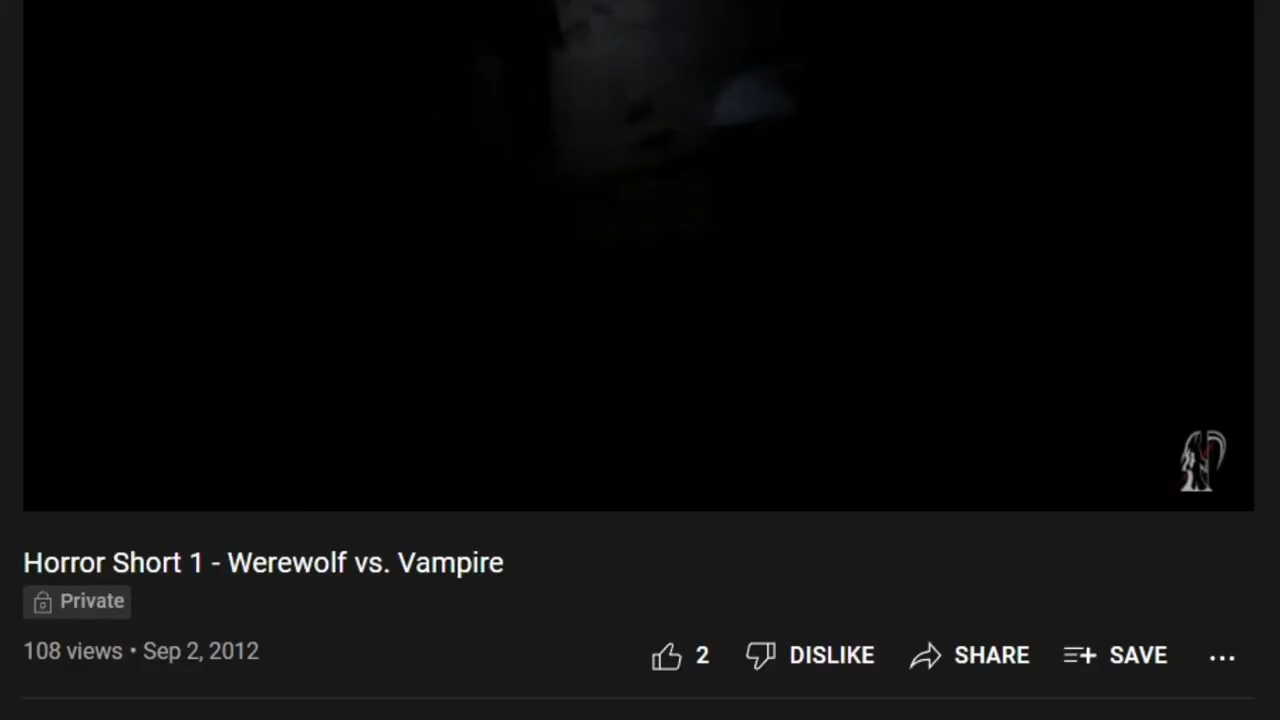 Horror Short 1 - Werewolf vs. Vampire
Private
108 views • Sep 2, 2012
2 DISLIKE SHARE SAVE ...